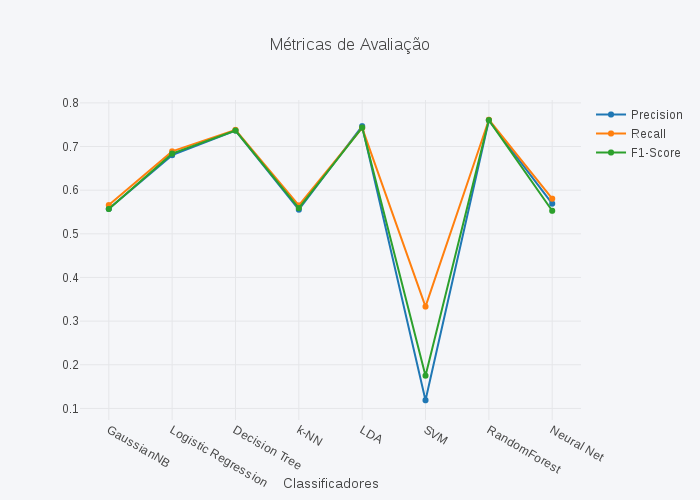 Métricas de Avaliação
Precision
Recall
F1-Score
0.8
0.7
0.6
0.5
0.4
0.3
0.2
0.1
GaussianNB
Logistic Regression
Decision Tree
k-NN
LDA
SVM
RandomForest
Neural Net
Classificadores